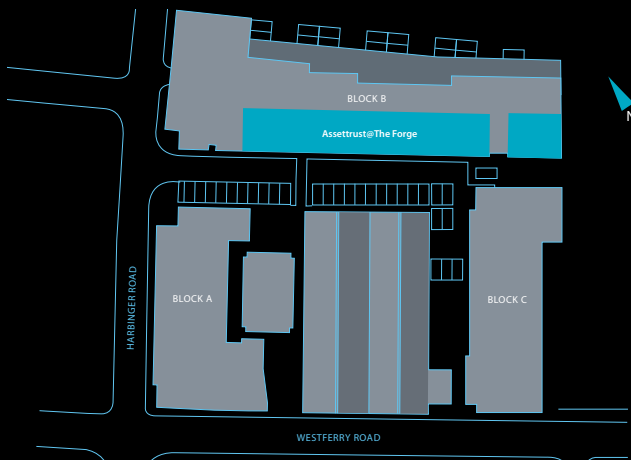 BLOCK B
N
Assettrust@The Forge
HARBINGER ROAD
BLOCK A
BLOCK C
WESTFERRY ROAD